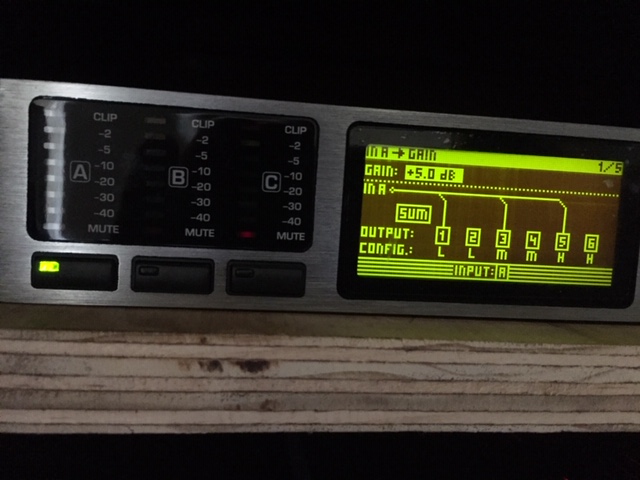 CLIP
-2
-5
A -10
-20
-30
-40
MUTE
CLIP
-2
-5
B -10
-20
-30
-40
MUTE
CLIP
-2
-5
C -10
-20
-30
-40
MUTE
IN A → GAIN 1/5
GAIN: +5.0 dB
IN A
SUM
OUTPUT: 1 2 3 4 5 6
CONFIG.: L L M M H H
INPUT: A